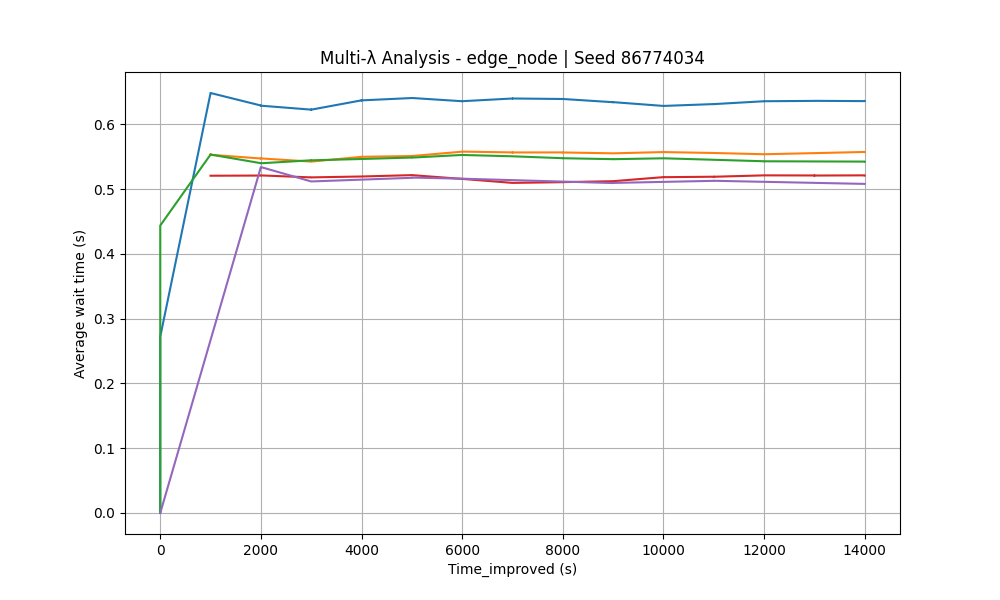 Multi-λ Analysis - edge_node | Seed 86774034
Average wait time (s)
0.6
0.5
0.4
0.3
0.2
0.1
0.0
0 2000 4000 6000 8000 10000 12000 14000
Time_improved (s)